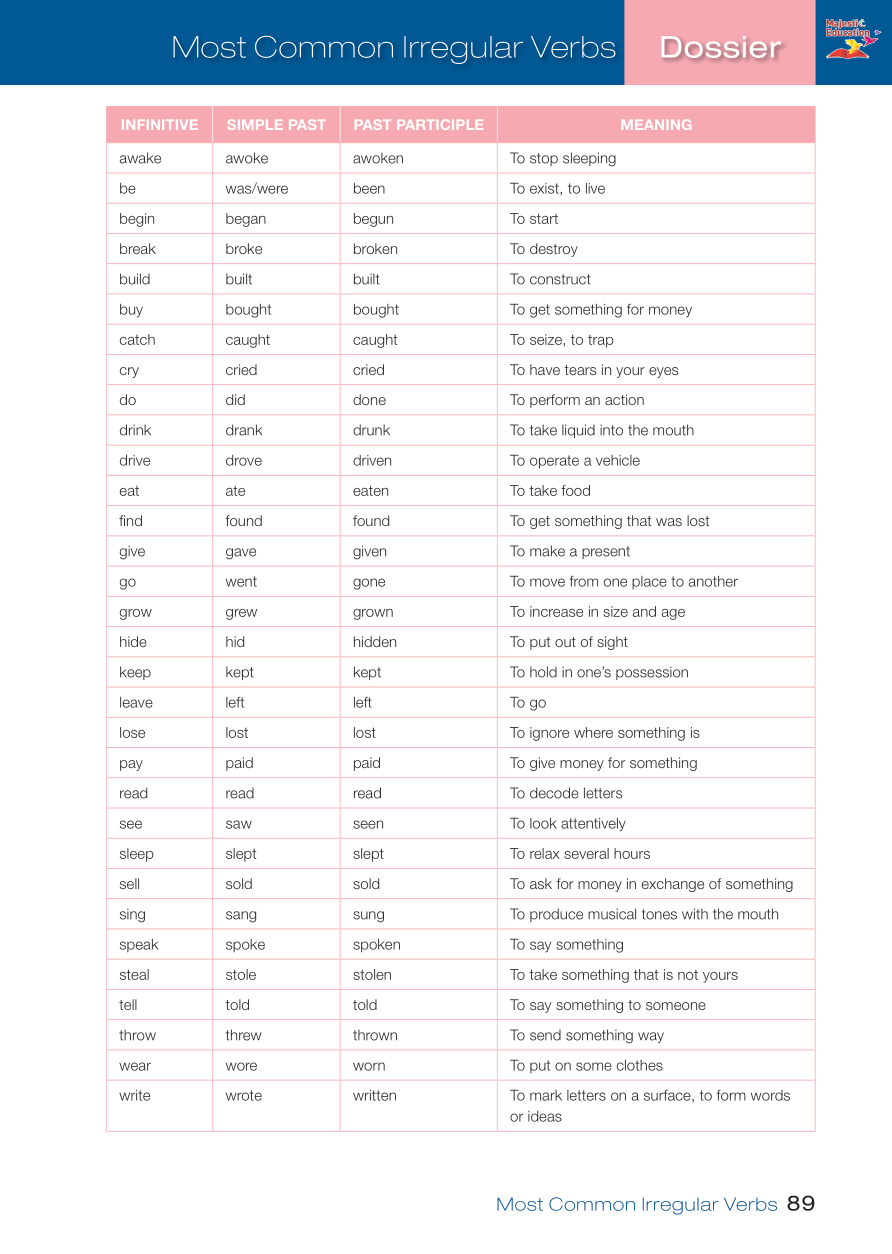 Most Common Irregular Verbs Dossier
Majestic
Education
INFINITIVE SIMPLE PAST PAST PARTICIPLE MEANING
awake awoke awoken To stop sleeping
be was/were been To exist, to live
begin began begun To start
break broke broken To destroy
build built built To construct
buy bought bought To get something for money
catch caught caught To seize, to trap
cry cried cried To have tears in your eyes
do did done To perform an action
drink drank drunk To take liquid into the mouth
drive drove driven To operate a vehicle
eat ate eaten To take food
find found found To get something that was lost
give gave given To make a present
go went gone To move from one place to another
grow grew grown To increase in size and age
hide hid hidden To put out of sight
keep kept kept To hold in one’s possession
leave left left To go
lose lost lost To ignore where something is
pay paid paid To give money for something
read read read To decode letters
see saw seen To look attentively
sleep slept slept To relax several hours
sell sold sold To ask for money in exchange of something
sing sang sung To produce musical tones with the mouth
speak spoke spoken To say something
steal stole stolen To take something that is not yours
tell told told To say something to someone
throw threw thrown To send something way
wear wore worn To put on some clothes
write wrote written To mark letters on a surface, to form words
or ideas
Most Common Irregular Verbs 89